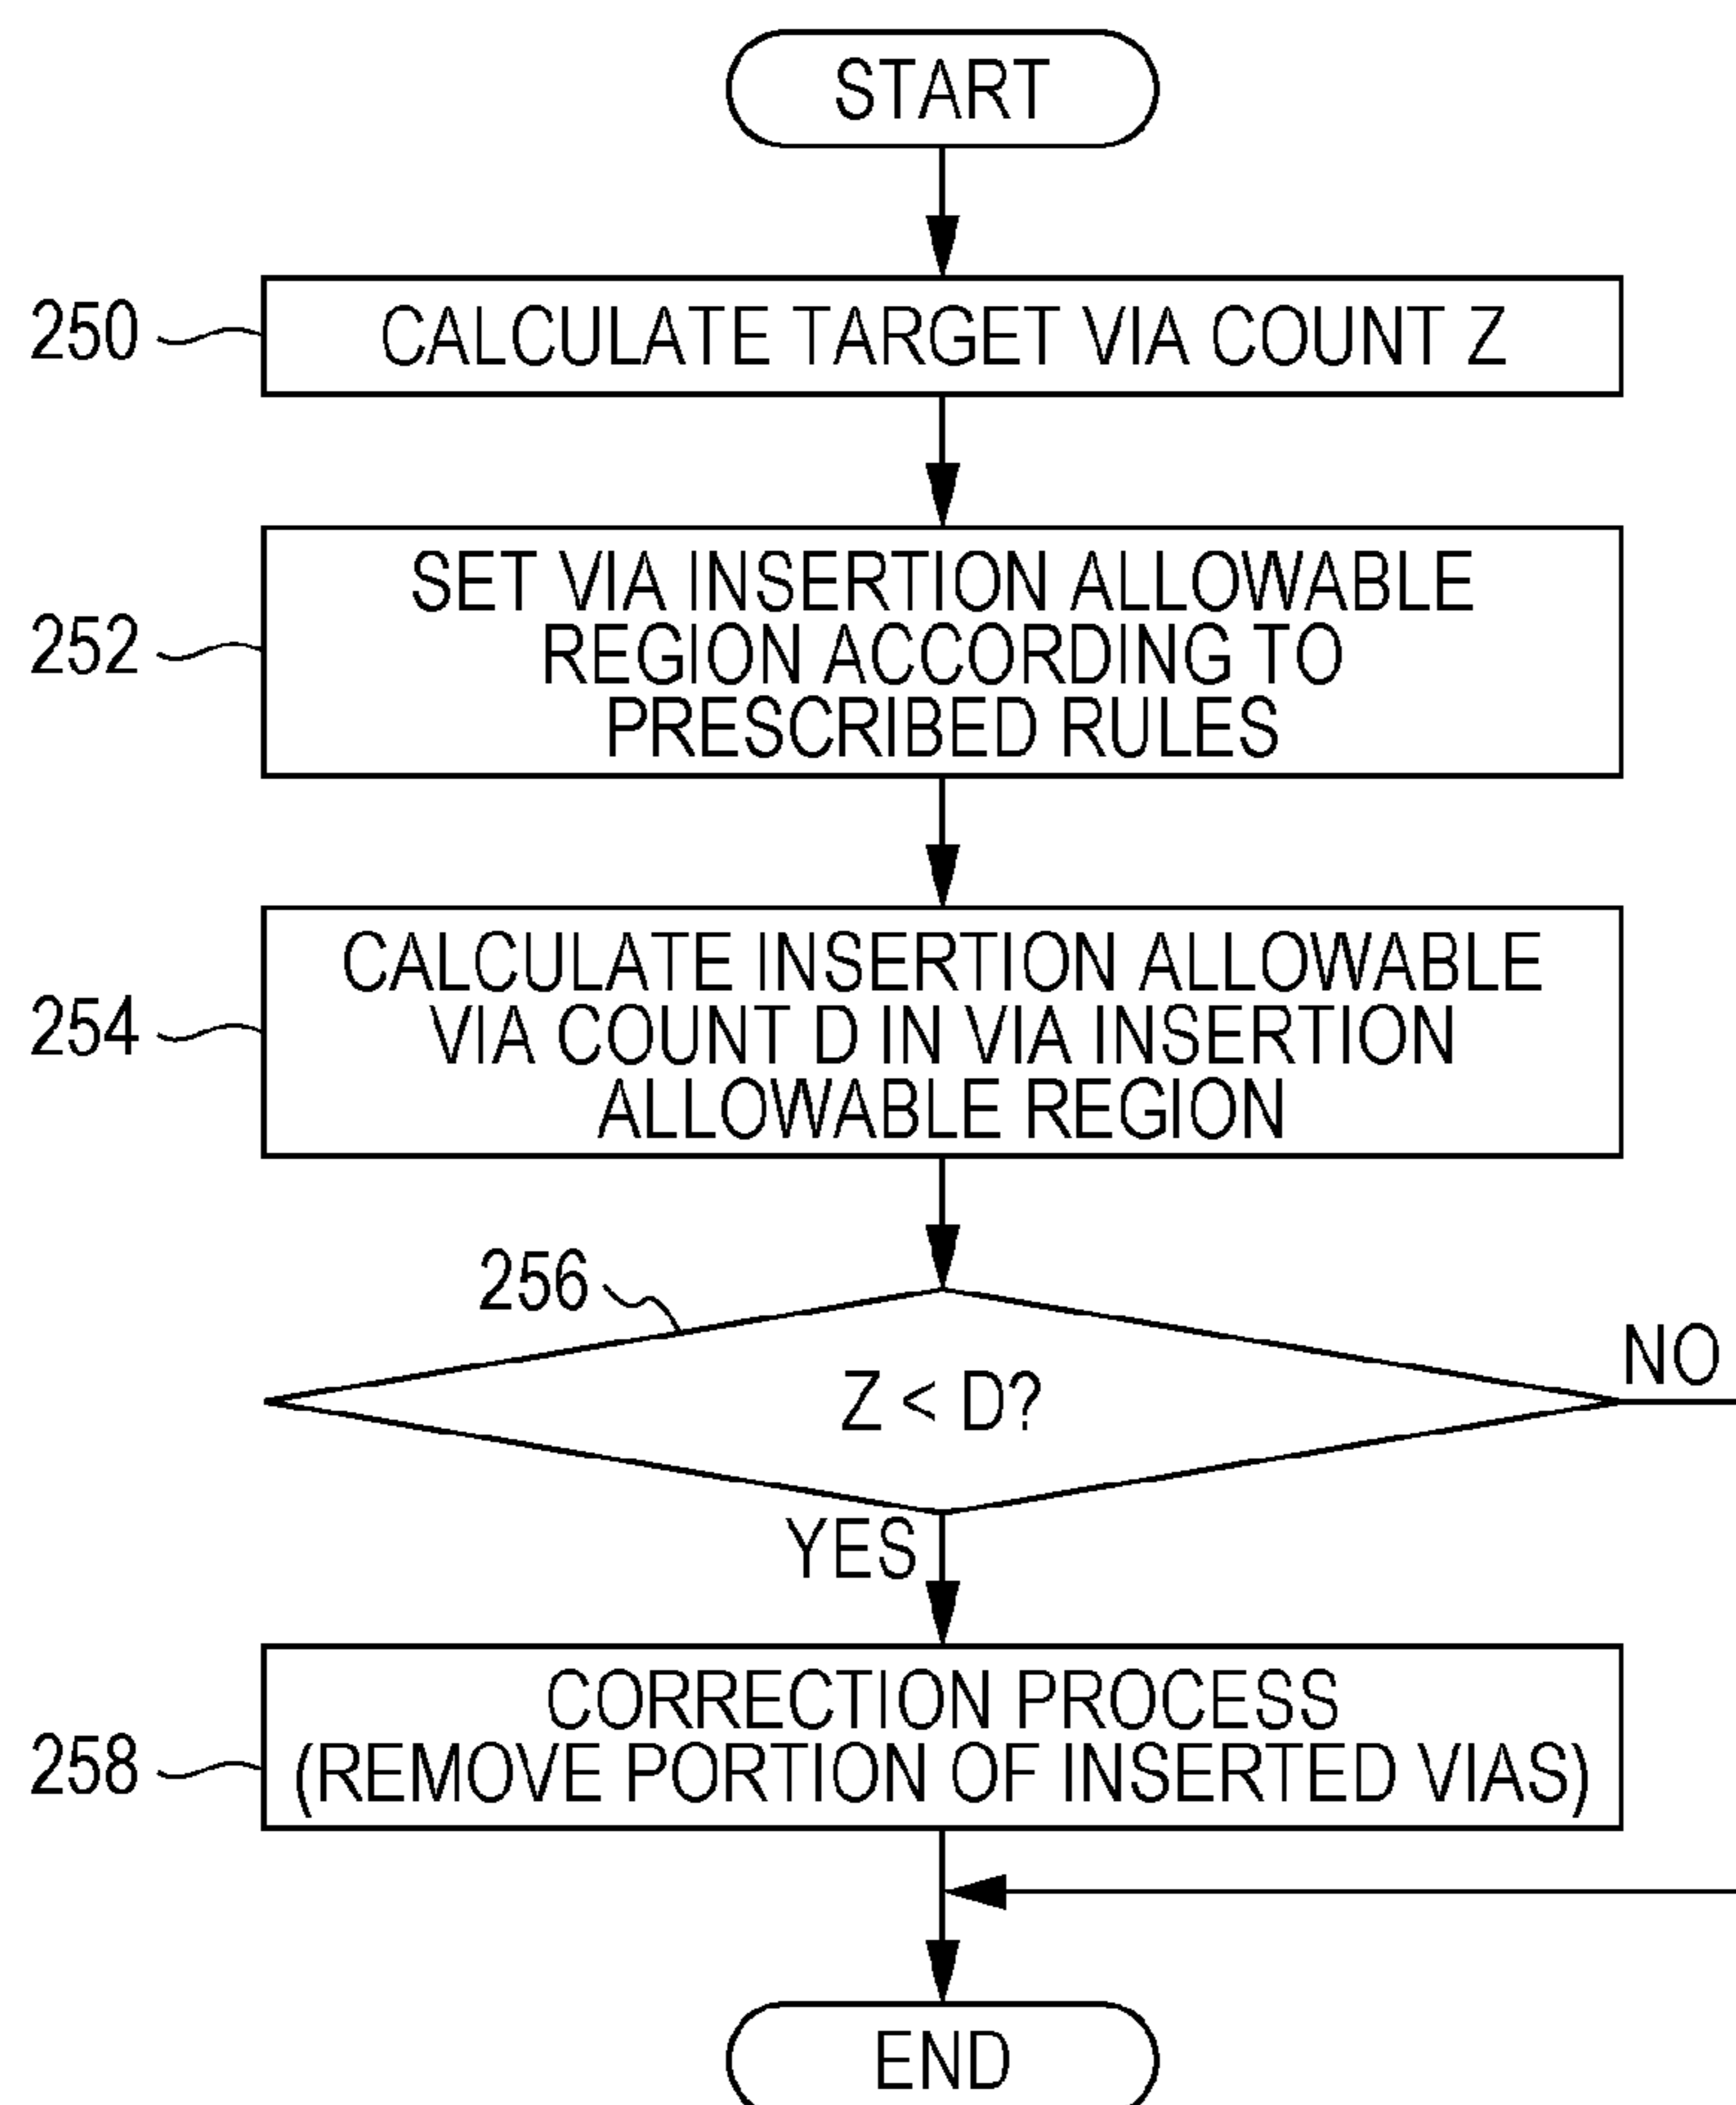 START
250
CALCULATE TARGET VIA COUNT Z
252
SET VIA INSERTION ALLOWABLE
REGION ACCORDING TO
PRESCRIBED RULES
254
CALCULATE INSERTION ALLOWABLE
VIA COUNT D IN VIA INSERTION
ALLOWABLE REGION
256
Z < D?
NO
YES
258
CORRECTION PROCESS
(REMOVE PORTION OF INSERTED VIAS)
END